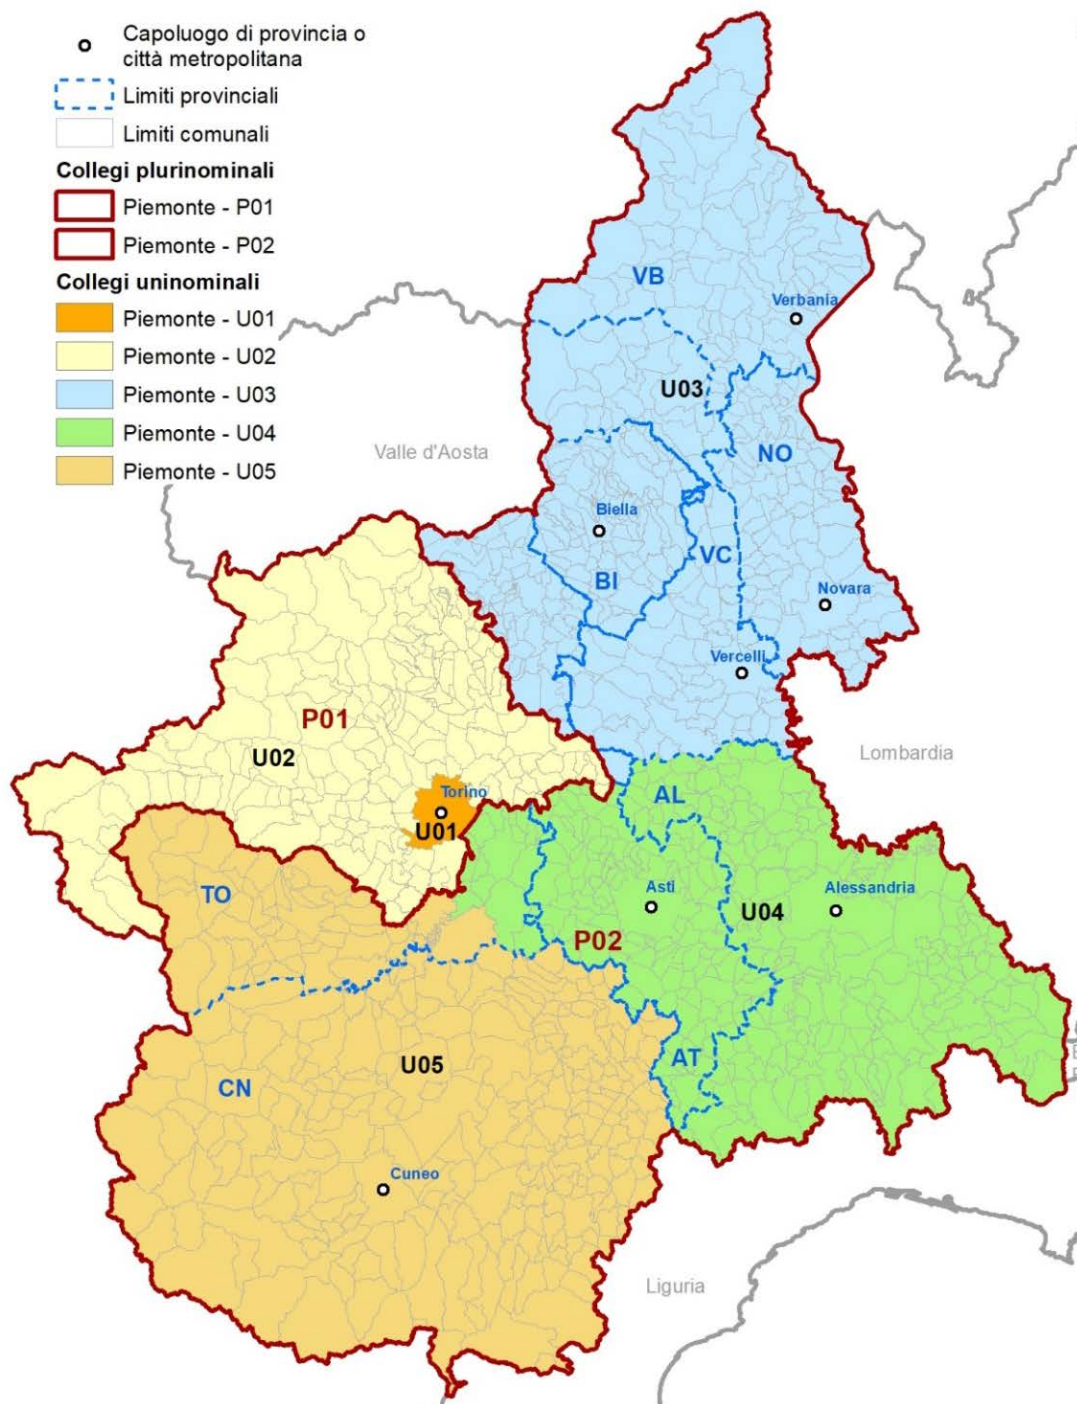 Capoluogo di provincia o
città metropolitana
Limiti provinciali
Limiti comunali
Collegi plurinominali
Piemonte - P01
Piemonte - P02
Collegi uninominali
Piemonte - U01
Piemonte - U02
Piemonte - U03
Piemonte - U04
Piemonte - U05
VB
Verbania
U03
Valle d'Aosta
NO
Biella
VC
BI
Novara
Vercelli
P01
U02
Lombardia
Torino
AL
U01
TO
Asti
Alessandria
U04
P02
U05
AT
CN
Cuneo
Liguria